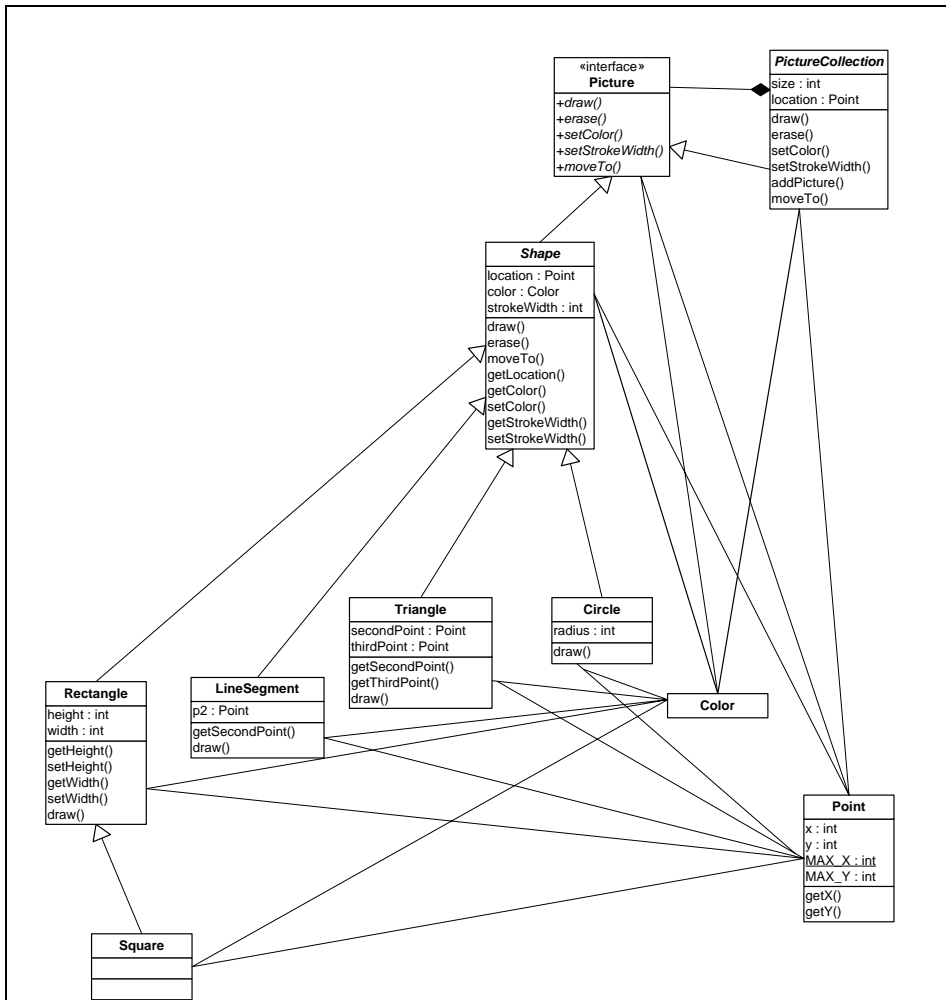 «interface»
Picture
+draw()
+erase()
+setColor()
+setStrokeWidth()
+moveTo()
PictureCollection
size : int
location : Point
draw()
erase()
setColor()
setStrokeWidth()
addPicture()
moveTo()
Shape
location : Point
color : Color
strokeWidth : int
draw()
erase()
moveTo()
getLocation()
getColor()
setColor()
getStrokeWidth()
setStrokeWidth()
Triangle
secondPoint : Point
thirdPoint : Point
getSecondPoint()
getThirdPoint()
draw()
Circle
radius : int
draw()
Rectangle
height : int
width : int
getHeight()
setHeight()
getWidth()
setWidth()
draw()
LineSegment
p2 : Point
getSecondPoint()
draw()
Color
Point
x : int
y : int
MAX_X : int
MAX_Y : int
getX()
getY()
Square